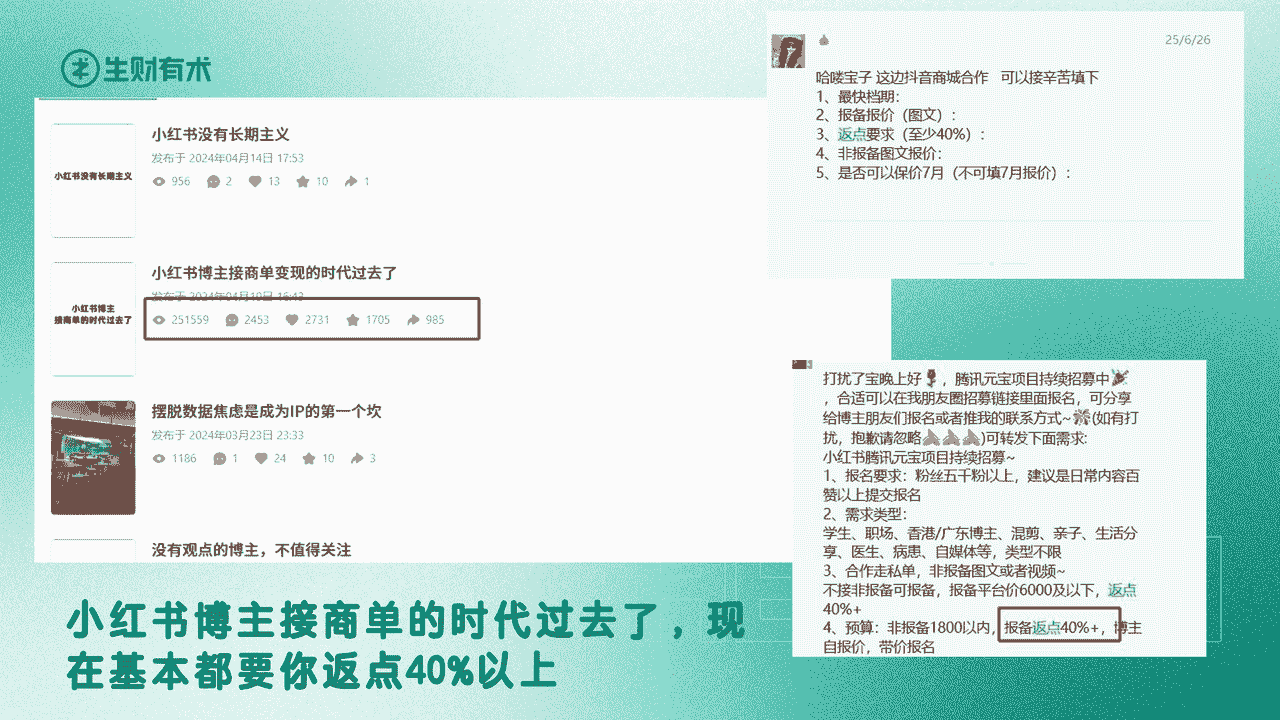 生财有术
小红书没有长期主义
小红书没有长期主义
发布于 2024年04月14日 17:53
956 2 13 10 1
小红书博主
接商单的时代过去了
小红书博主接商单变现的时代过去了
发布于 2024年04月10日 16:43
251559 2453 2731 1705 985
摆脱数据焦虑是成为IP的第一个坎
发布于 2024年03月23日 23:33
1186 1 24 10 3
没有观点的博主，不值得关注
25/6/26
哈喽宝子 这边抖音商城合作 可以接辛苦填下
1、最快档期：
2、报备报价（图文）：
3、返点要求（至少40%）：
4、非报备图文报价：
5、是否可以保价7月（不可填7月报价）：
打扰了宝晚上好🌹，腾讯元宝项目持续招募中🎉
，合适可以在我朋友圈招募链接里面报名，可分享
给博主朋友们报名或者推我的联系方式~🍀(如有打
扰，抱歉请忽略🙏🙏🙏)可转发下面需求:
小红书腾讯元宝项目持续招募~
1、报名要求：粉丝五千粉以上，建议是日常内容百
赞以上提交报名
2、需求类型：
学生、职场、香港/广东博主、混剪、亲子、生活分
享、医生、病患、自媒体等，类型不限
3、合作走私单，非报备图文或者视频~
不接非报备可报备，报备平台价6000及以下，返点
40%+
4、预算：非报备1800以内，报备返点40%+，博主
自报价，带价报名
小红书博主接商单的时代过去了，现
在基本都要你返点40%以上